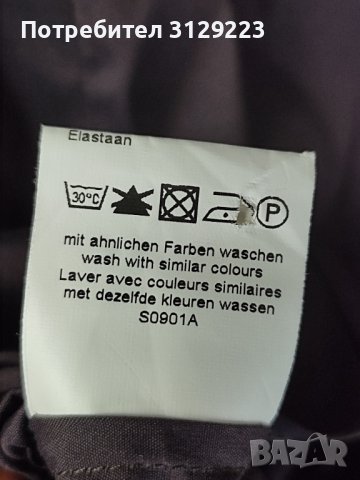 Потребител 3129223
Elastaan
30°C
P
mit ahnlichen Farben waschen
wash with similar colours
Laver avec couleurs similaires
met dezelfde kleuren wassen
S0901A
BAZAR